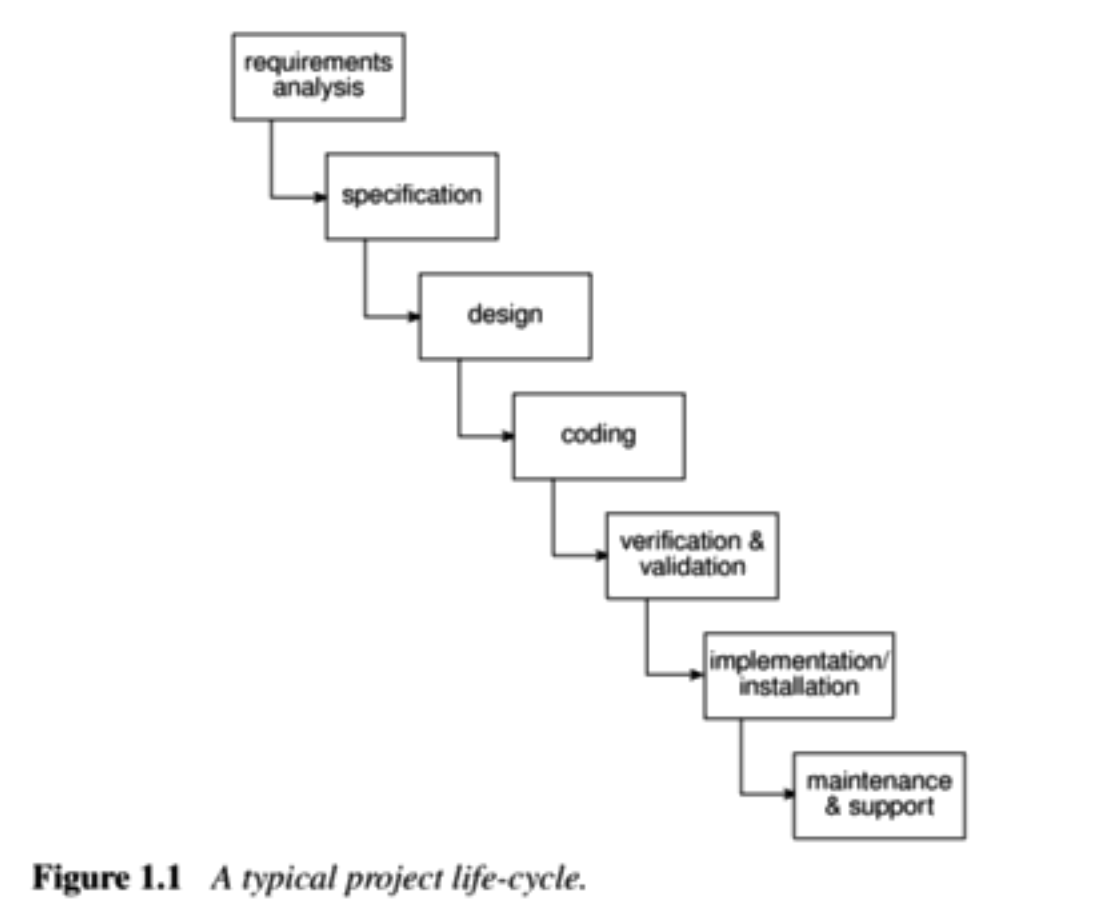 requirements
analysis
specification
design
coding
verification &
validation
implementation/
installation
maintenance
& support
Figure 1.1 A typical project life-cycle.